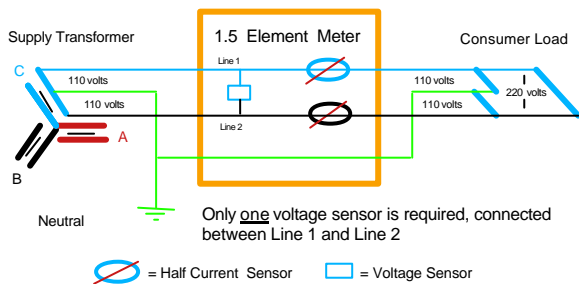 1.5 Element Meter
Supply Transformer
Consumer Load
C
Line 1
110 volts
110 volts
110 volts
110 volts
220 volts
Line 2
A
B
Neutral
Only one voltage sensor is required, connected
between Line 1 and Line 2
= Half Current Sensor
= Voltage Sensor